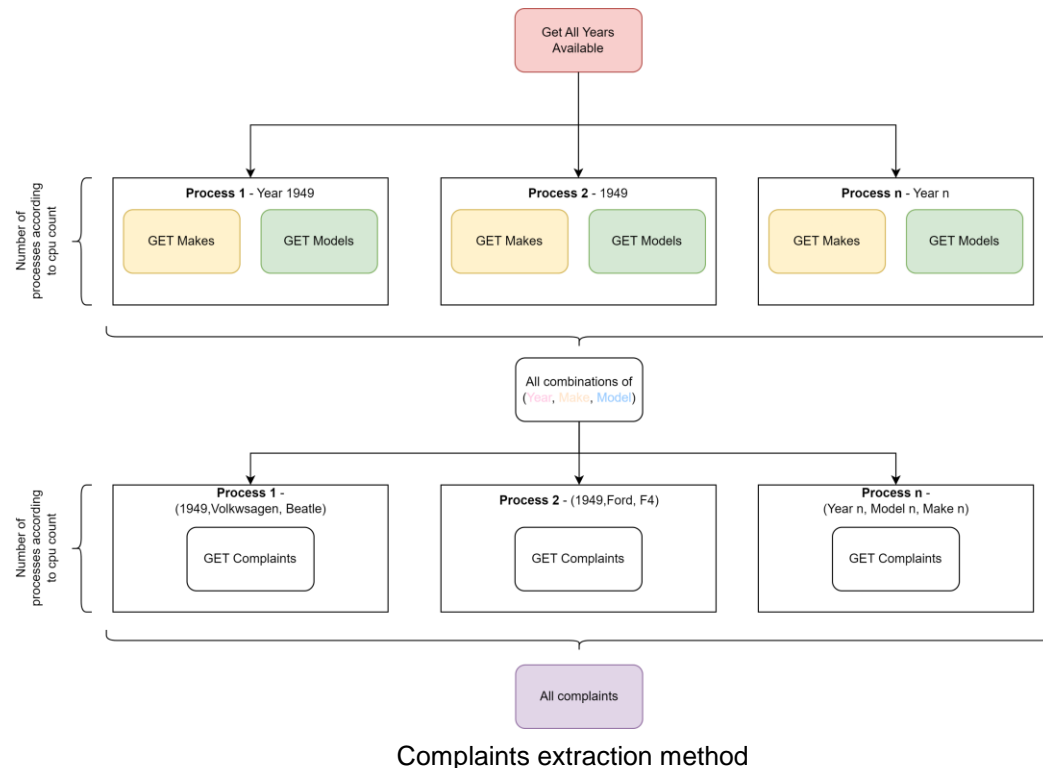 Get All Years
Available
Number of
processes according
to cpu count
Process 1 - Year 1949
GET Makes
GET Models
Process 2 - 1949
GET Makes
GET Models
Process n - Year n
GET Makes
GET Models
All combinations of
(Year, Make, Model)
Number of
processes according
to cpu count
Process 1 -
(1949,Volkwsagen, Beatle)
GET Complaints
Process 2 - (1949,Ford, F4)
GET Complaints
Process n -
(Year n, Model n, Make n)
GET Complaints
All complaints
Complaints extraction method